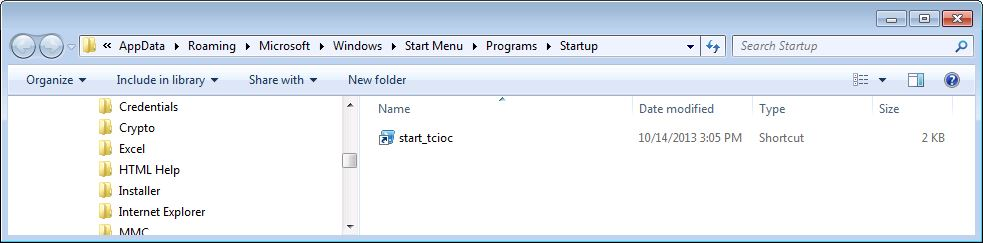 « AppData ▸ Roaming ▸ Microsoft ▸ Windows ▸ Start Menu ▸ Programs ▸ Startup
Search Startup
Organize Include in library Share with New folder
Credentials
Crypto
Excel
HTML Help
Installer
Internet Explorer
MMC
Name Date modified Type Size
start_tcioc 10/14/2013 3:05 PM Shortcut 2 KB